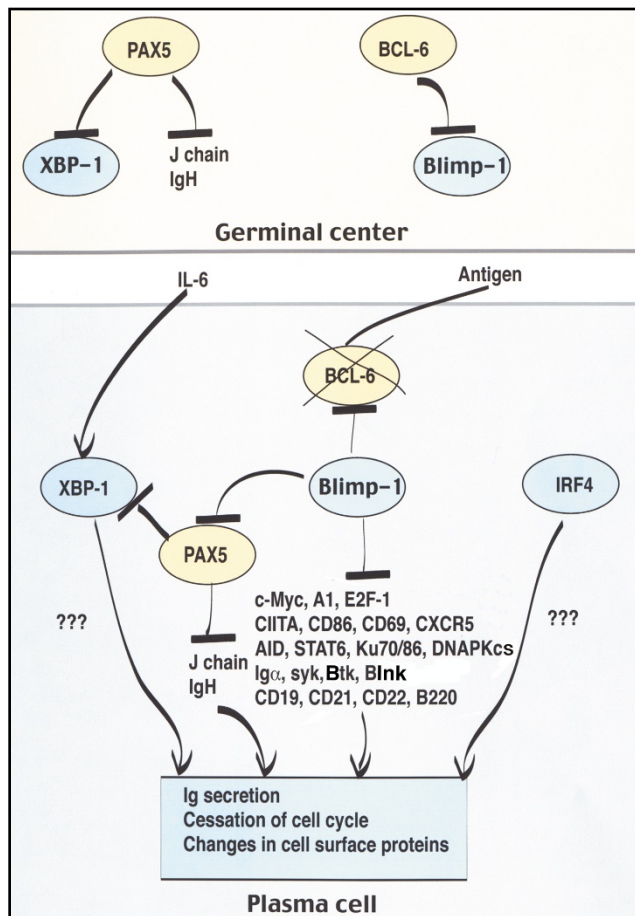 PAX5
BCL-6
XBP-1
J chain
IgH
Blimp-1
Germinal center
IL-6
Antigen
BCL-6
XBP-1
Blimp-1
IRF4
PAX5
???
???
c-Myc, A1, E2F-1
CIITA, CD86, CD69, CXCR5
AID, STAT6, Ku70/86, DNAPKcs
Igα, syk, Btk, Blnk
CD19, CD21, CD22, B220
J chain
IgH
Ig secretion
Cessation of cell cycle
Changes in cell surface proteins
Plasma cell